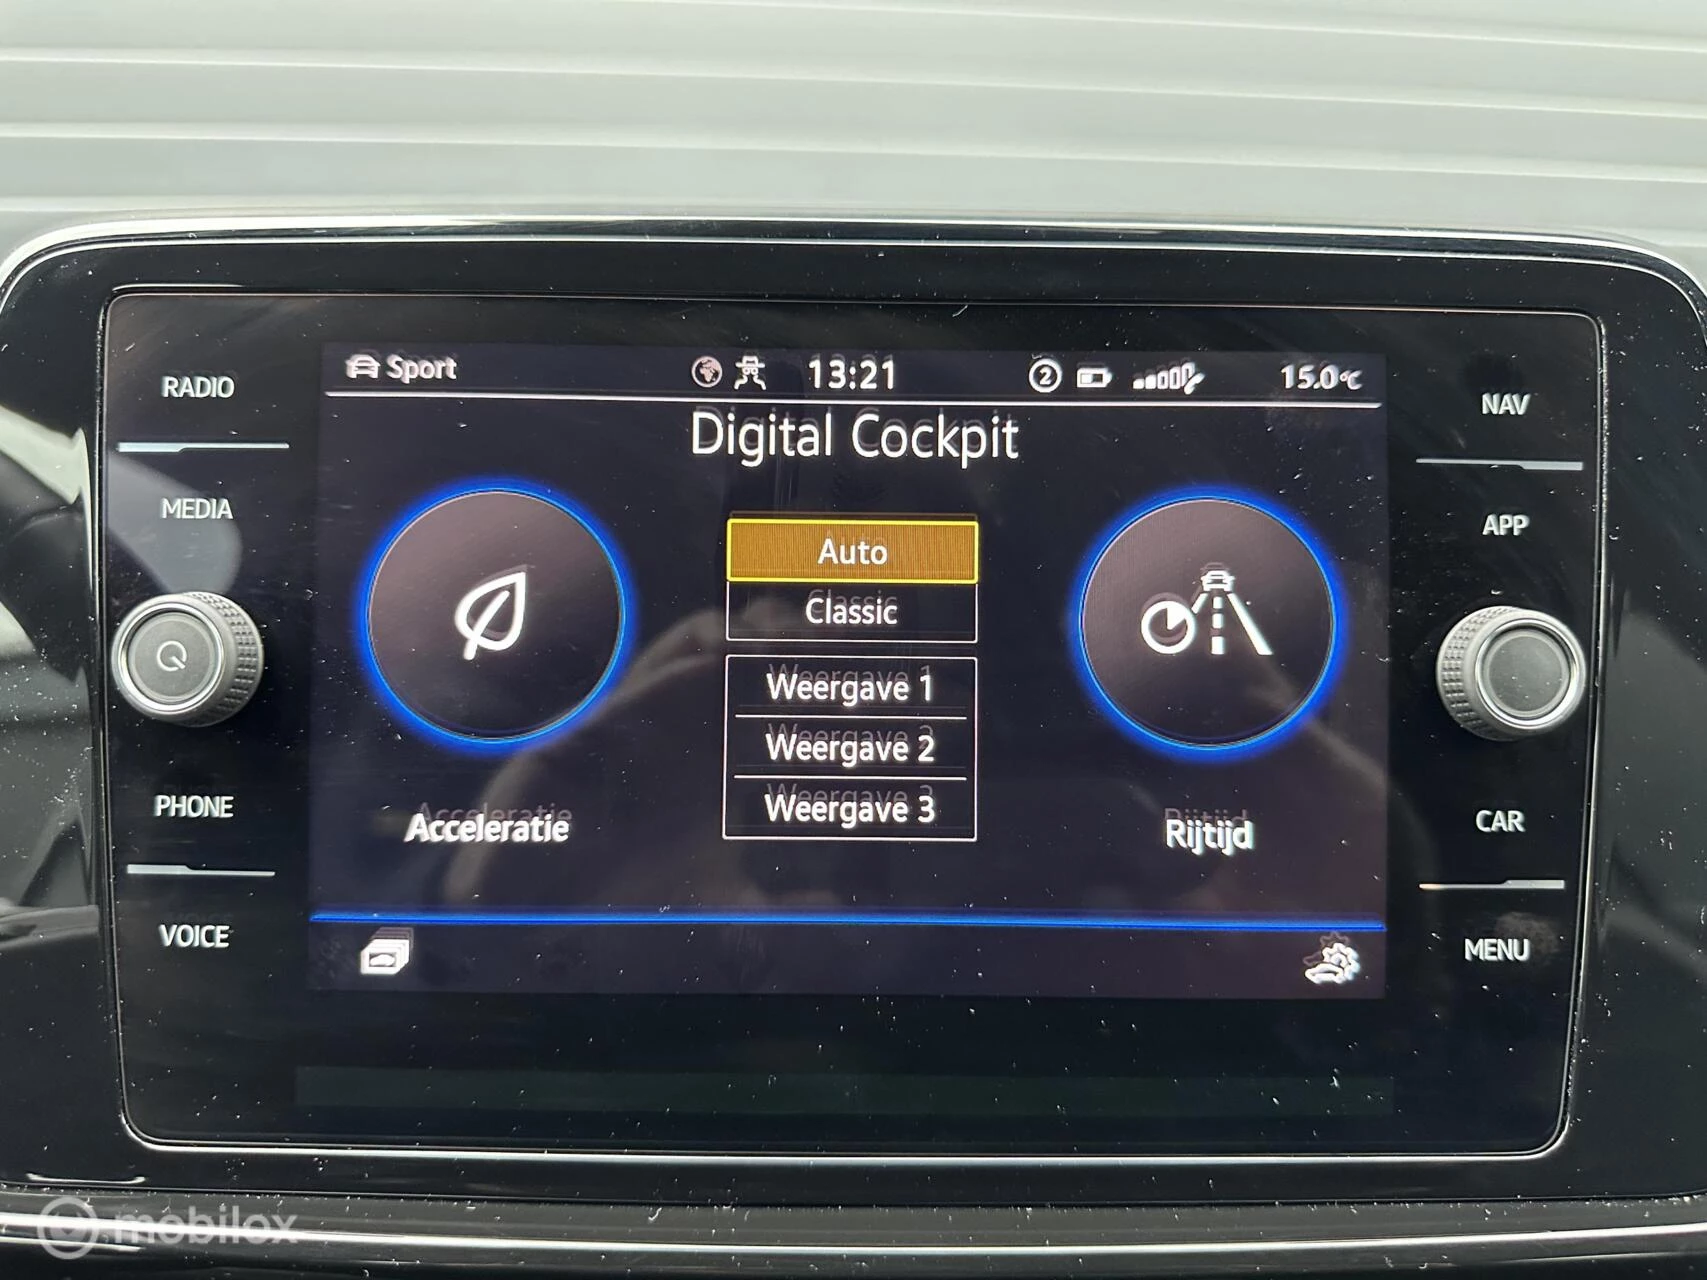 RADIO
MEDIA
PHONE
VOICE
Sport
13:21
2
15.0°C
Digital Cockpit
Auto
Classic
Weergave 1
Weergave 2
Weergave 3
Acceleratie
Rijtijd
NAV
APP
CAR
MENU
mobilox